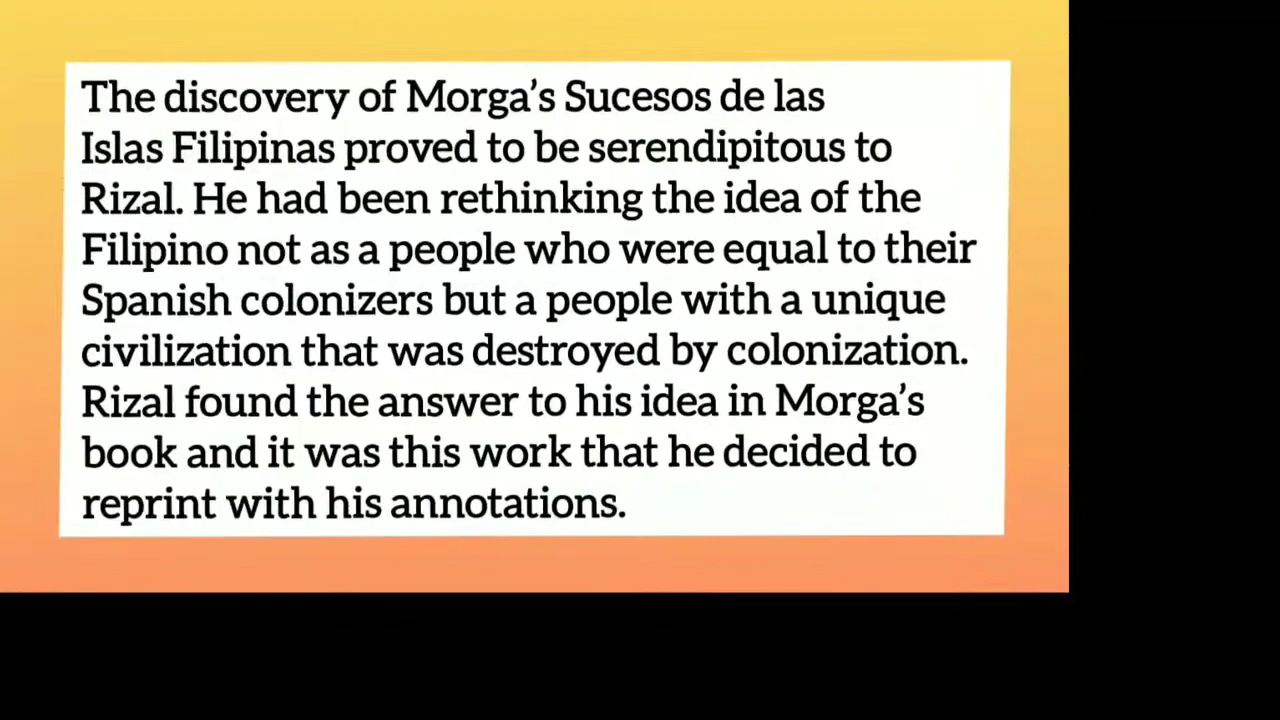 The discovery of Morga’s Sucesos de las
Islas Filipinas proved to be serendipitous to
Rizal. He had been rethinking the idea of the
Filipino not as a people who were equal to their
Spanish colonizers but a people with a unique
civilization that was destroyed by colonization.
Rizal found the answer to his idea in Morga’s
book and it was this work that he decided to
reprint with his annotations.